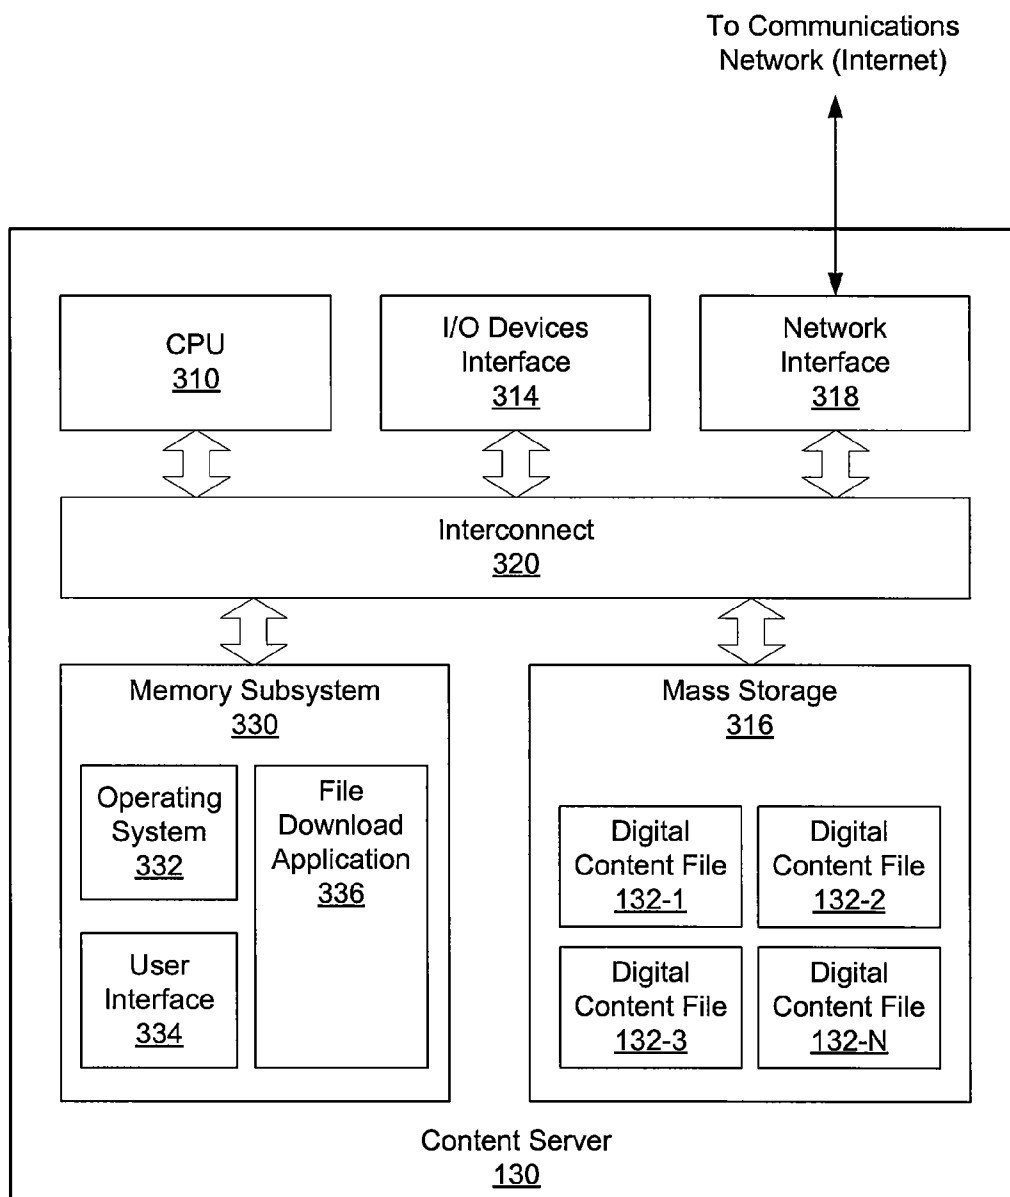 To Communications
Network (Internet)
CPU
310
I/O Devices
Interface
314
Network
Interface
318
Interconnect
320
Memory Subsystem
330
Operating
System
332
User
Interface
334
File
Download
Application
336
Mass Storage
316
Digital
Content File
132-1
Digital
Content File
132-2
Digital
Content File
132-3
Digital
Content File
132-N
Content Server
130